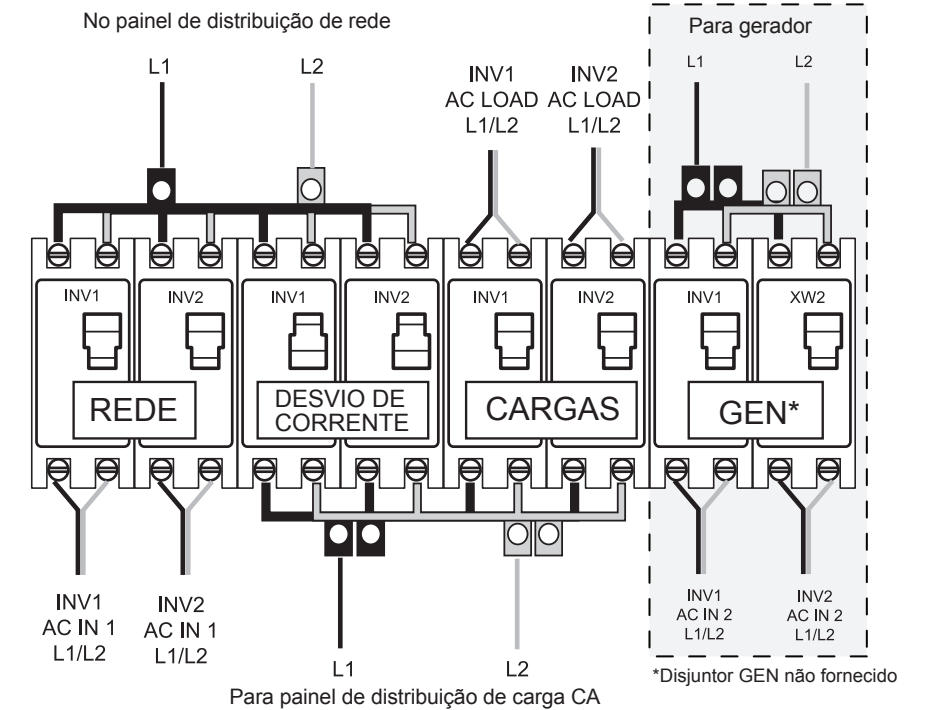 No painel de distribuição de rede
Para gerador
L1
L2
INV1
AC LOAD
L1/L2
INV2
AC LOAD
L1/L2
L1
L2
INV1
INV2
INV1
INV2
INV1
INV2
INV1
XW2
REDE
DESVIO DE
CORRENTE
CARGAS
GEN*
INV1
AC IN 1
L1/L2
INV2
AC IN 1
L1/L2
INV1
AC IN 2
L1/L2
INV2
AC IN 2
L1/L2
L1
L2
Para painel de distribuição de carga CA
*Disjuntor GEN não fornecido